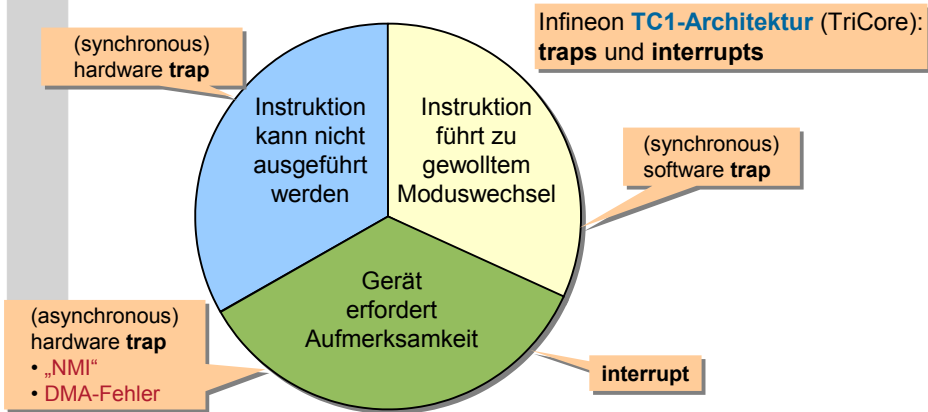 Infineon TC1-Architektur (TriCore):
traps und interrupts
(synchronous)
hardware trap
Instruktion
kann nicht
ausgeführt
werden
Instruktion
führt zu
gewolltem
Moduswechsel
(synchronous)
software trap
Gerät
erfordert
Aufmerksamkeit
(asynchronous)
hardware trap
• „NMI“
• DMA-Fehler
interrupt